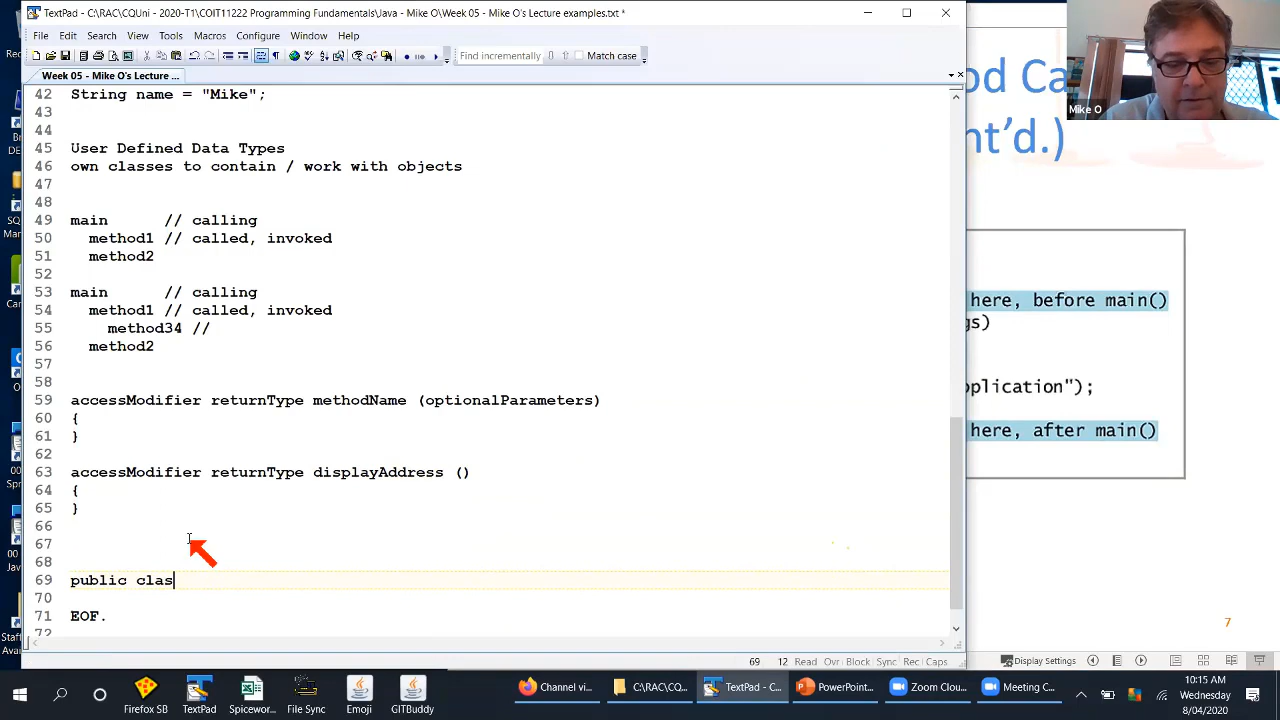 TextPad - C:\RAC\CQUni - 2020-T1\COIT11222 Programming Fundamentals\Java - Mike O's Lecture examples.txt *
File Edit Search View Tools Macros Configure Window Help
Find incrementally Match case
Week 05 - Mike O's Lecture ...
42 String name = "Mike";
43
44
45 User Defined Data Types
46 own classes to contain / work with objects
47
48
49 main // calling
50 method1 // called, invoked
51 method2
52
53 main // calling
54 method1 // called, invoked
55 method34 //
56 method2
57
58
59 accessModifier returnType methodName (optionalParameters)
60 {
61 }
62
63 accessModifier returnType displayAddress ()
64 {
65 }
66
67
68
69 public clas
70
71 EOF.
72
69 12 Read Ovr Block Sync Rec Caps
Mike O
od Ca
nt'd.)
here, before main()
gs)
plication");
here, after main()
7
Display Settings
Firefox SB TextPad Spicewor... File Sync Emoji GITBuddy
Channel vi... C:\RAC\CQ... TextPad - C... PowerPoint... Zoom Clou... Meeting C...
10:15 AM
Wednesday
8/04/2020